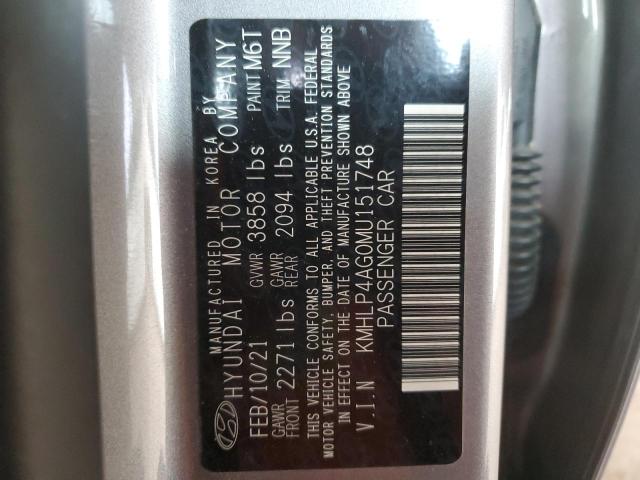 MANUFACTURED IN KOREA BY
HYUNDAI MOTOR COMPANY
FEB/10/21 GVWR 3858 lbs PAINT M6T
GAWR FRONT 2271 lbs GAWR REAR 2094 lbs TRIM NNB
THIS VEHICLE CONFORMS TO ALL APPLICABLE U.S.A. FEDERAL
MOTOR VEHICLE SAFETY, BUMPER, AND THEFT PREVENTION STANDARDS
IN EFFECT ON THE DATE OF MANUFACTURE SHOWN ABOVE
V.I.N KMHLP4AG0MU151748
PASSENGER CAR